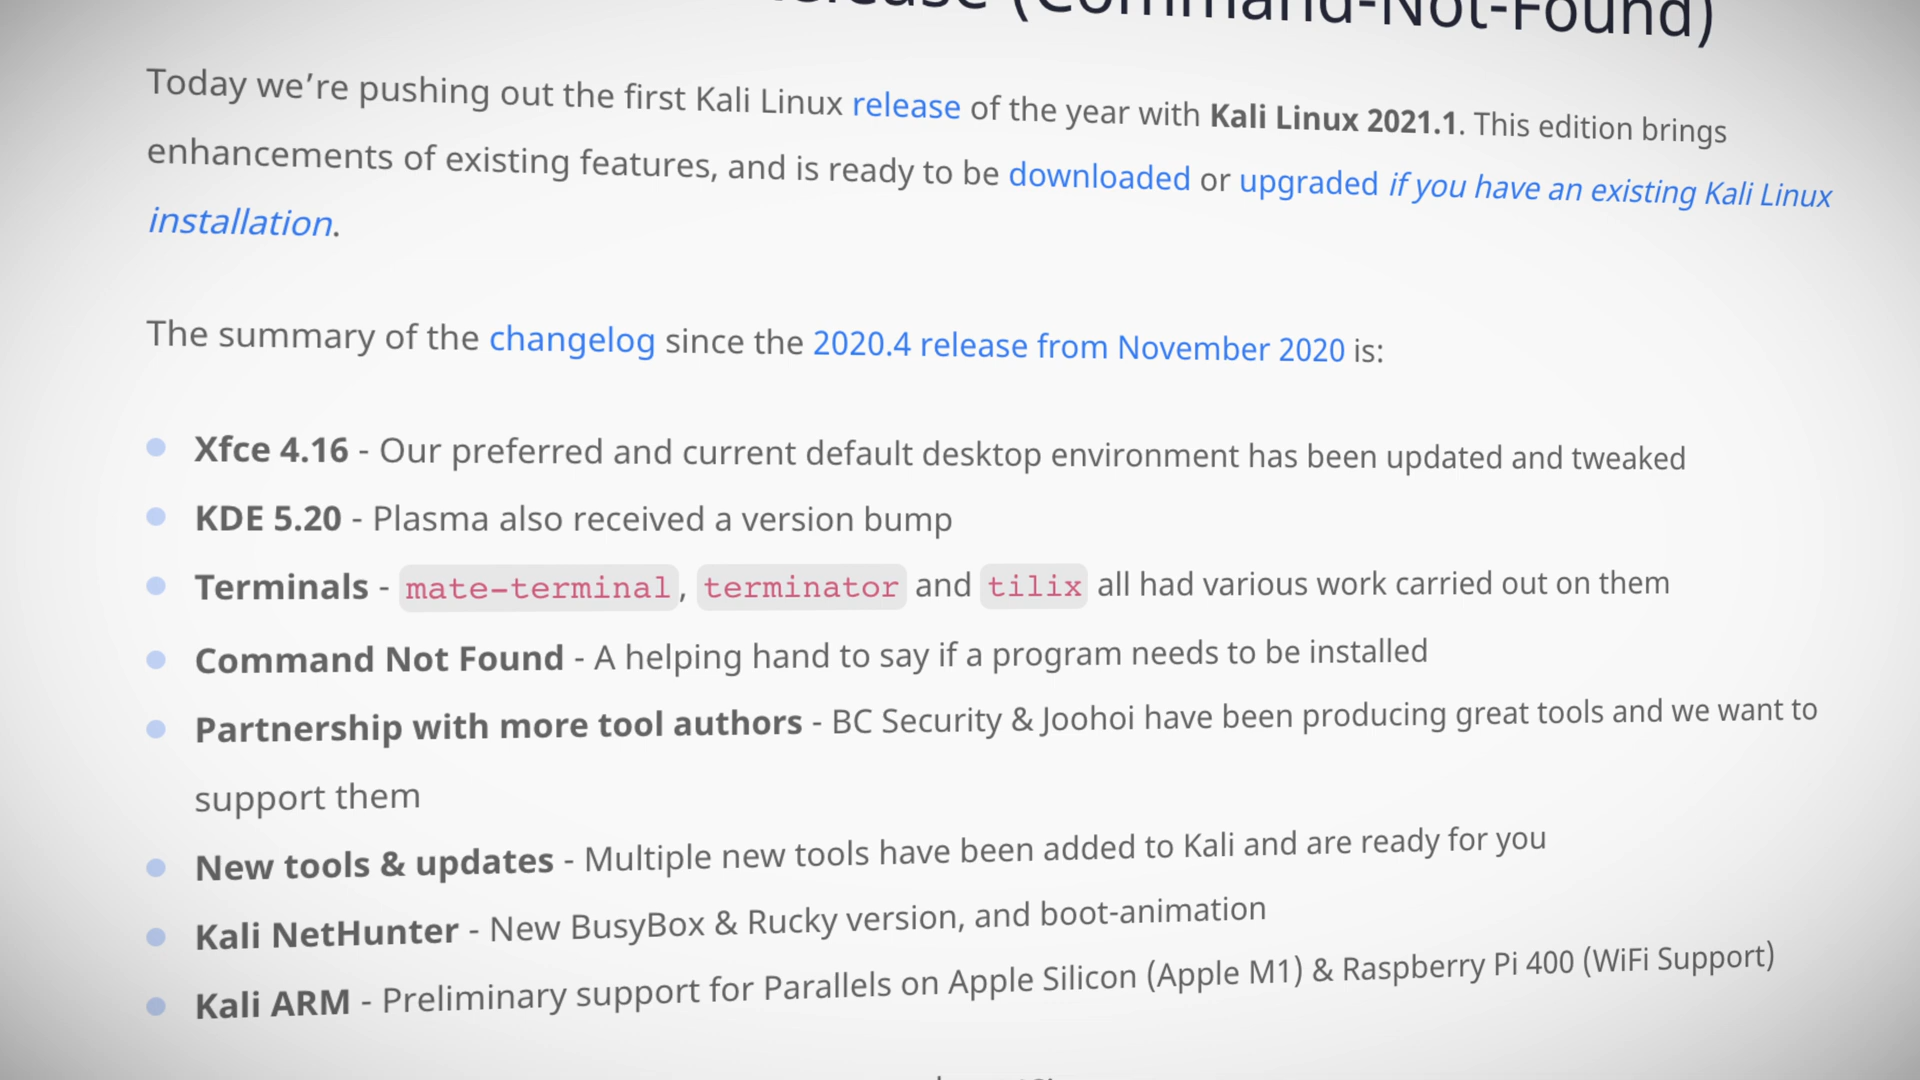 (Command-Not-Found)
Today we’re pushing out the first Kali Linux release of the year with Kali Linux 2021.1. This edition brings
enhancements of existing features, and is ready to be downloaded or upgraded if you have an existing Kali Linux
installation.
The summary of the changelog since the 2020.4 release from November 2020 is:
Xfce 4.16 - Our preferred and current default desktop environment has been updated and tweaked
KDE 5.20 - Plasma also received a version bump
Terminals - mate-terminal, terminator and tilix all had various work carried out on them
Command Not Found - A helping hand to say if a program needs to be installed
Partnership with more tool authors - BC Security & Joohoi have been producing great tools and we want to
support them
New tools & updates - Multiple new tools have been added to Kali and are ready for you
Kali NetHunter - New BusyBox & Rucky version, and boot-animation
Kali ARM - Preliminary support for Parallels on Apple Silicon (Apple M1) & Raspberry Pi 400 (WiFi Support)